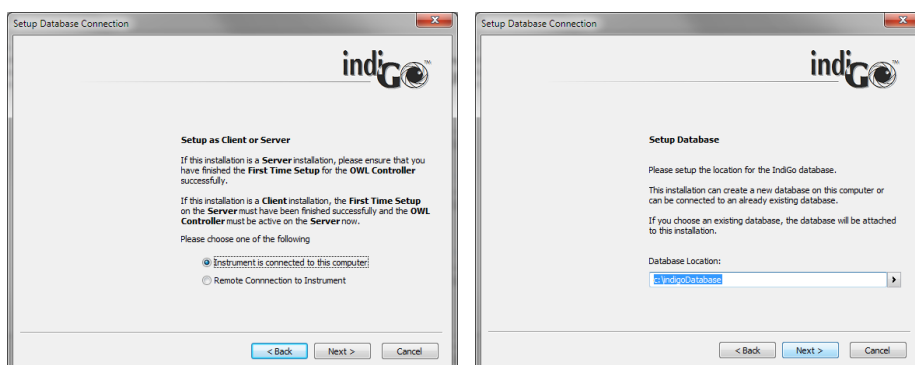 Setup Database Connection
indiGO™
Setup as Client or Server
If this installation is a Server installation, please ensure that you
have finished the First Time Setup for the OWL Controller
successfully.
If this installation is a Client installation, the First Time Setup
on the Server must have been finished successfully and the OWL
Controller must be active on the Server now.
Please choose one of the following
Instrument is connected to this computer
Remote Connnection to Instrument
< Back
Next >
Cancel
Setup Database Connection
indiGO™
Setup Database
Please setup the location for the IndiGo database.
This installation can create a new database on this computer or
can be connected to an already existing database.
If you choose an existing database, the database will be attached
to this installation.
Database Location:
c:\indigoDatabase
< Back
Next >
Cancel